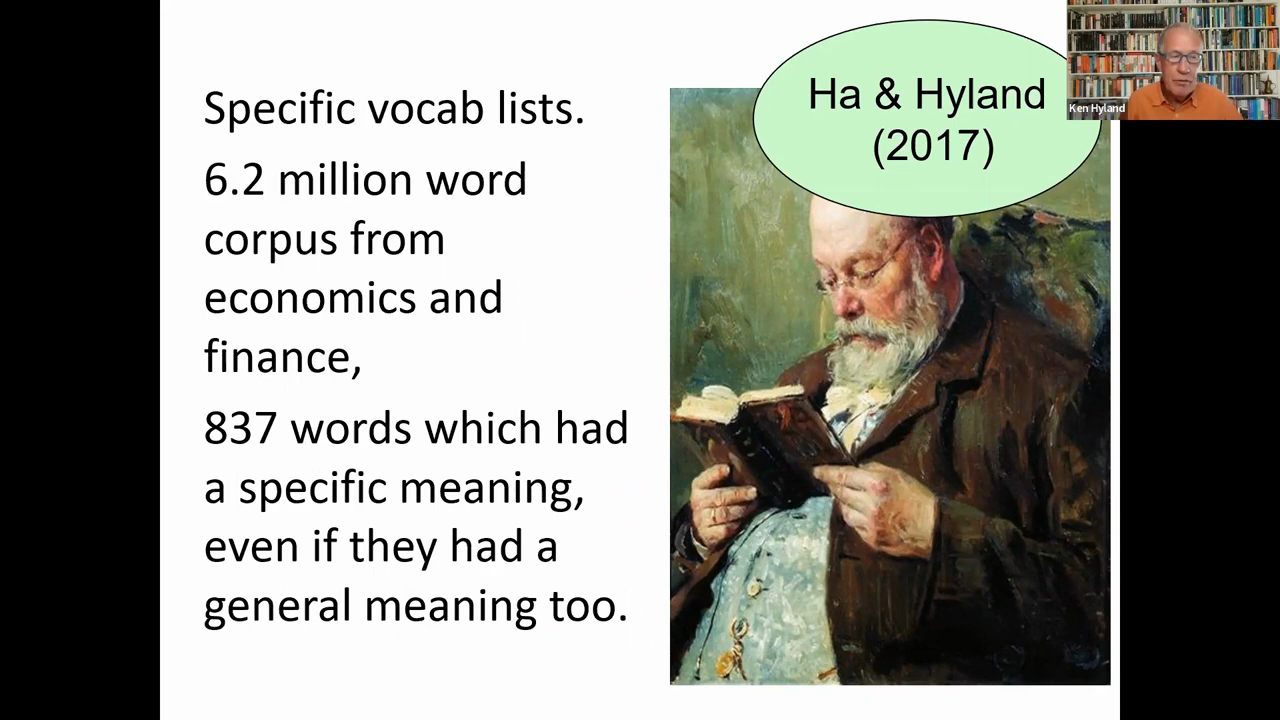 Specific vocab lists.
6.2 million word
corpus from
economics and
finance,
837 words which had
a specific meaning,
even if they had a
general meaning too.
Ha & Hyland
(2017)
Ken Hyland